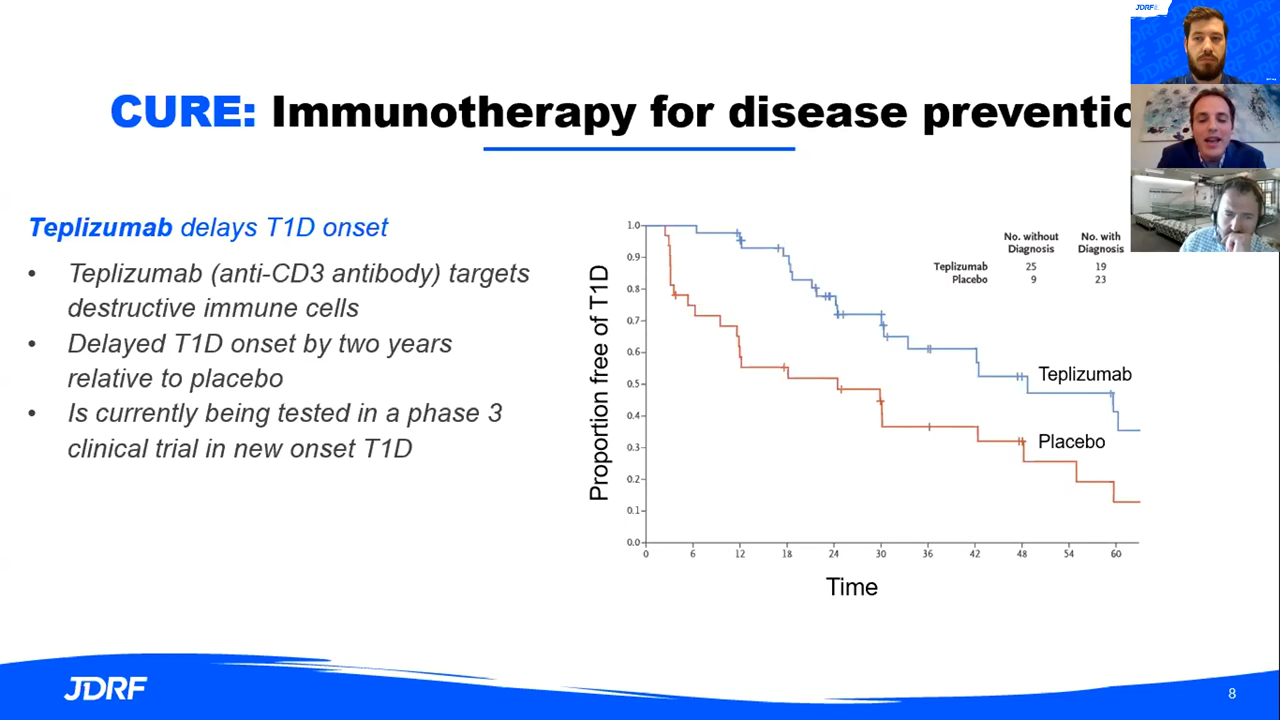 JDRF
CURE: Immunotherapy for disease preventio
Teplizumab delays T1D onset
• Teplizumab (anti-CD3 antibody) targets
destructive immune cells
• Delayed T1D onset by two years
relative to placebo
• Is currently being tested in a phase 3
clinical trial in new onset T1D
Proportion free of T1D
1.0
0.9
0.8
0.7
0.6
0.5
0.4
0.3
0.2
0.1
0.0
No. without No. with
Diagnosis Diagnosis
Teplizumab 25 19
Placebo 9 23
Teplizumab
Placebo
0 6 12 18 24 30 36 42 48 54 60
Time
JDRF
8